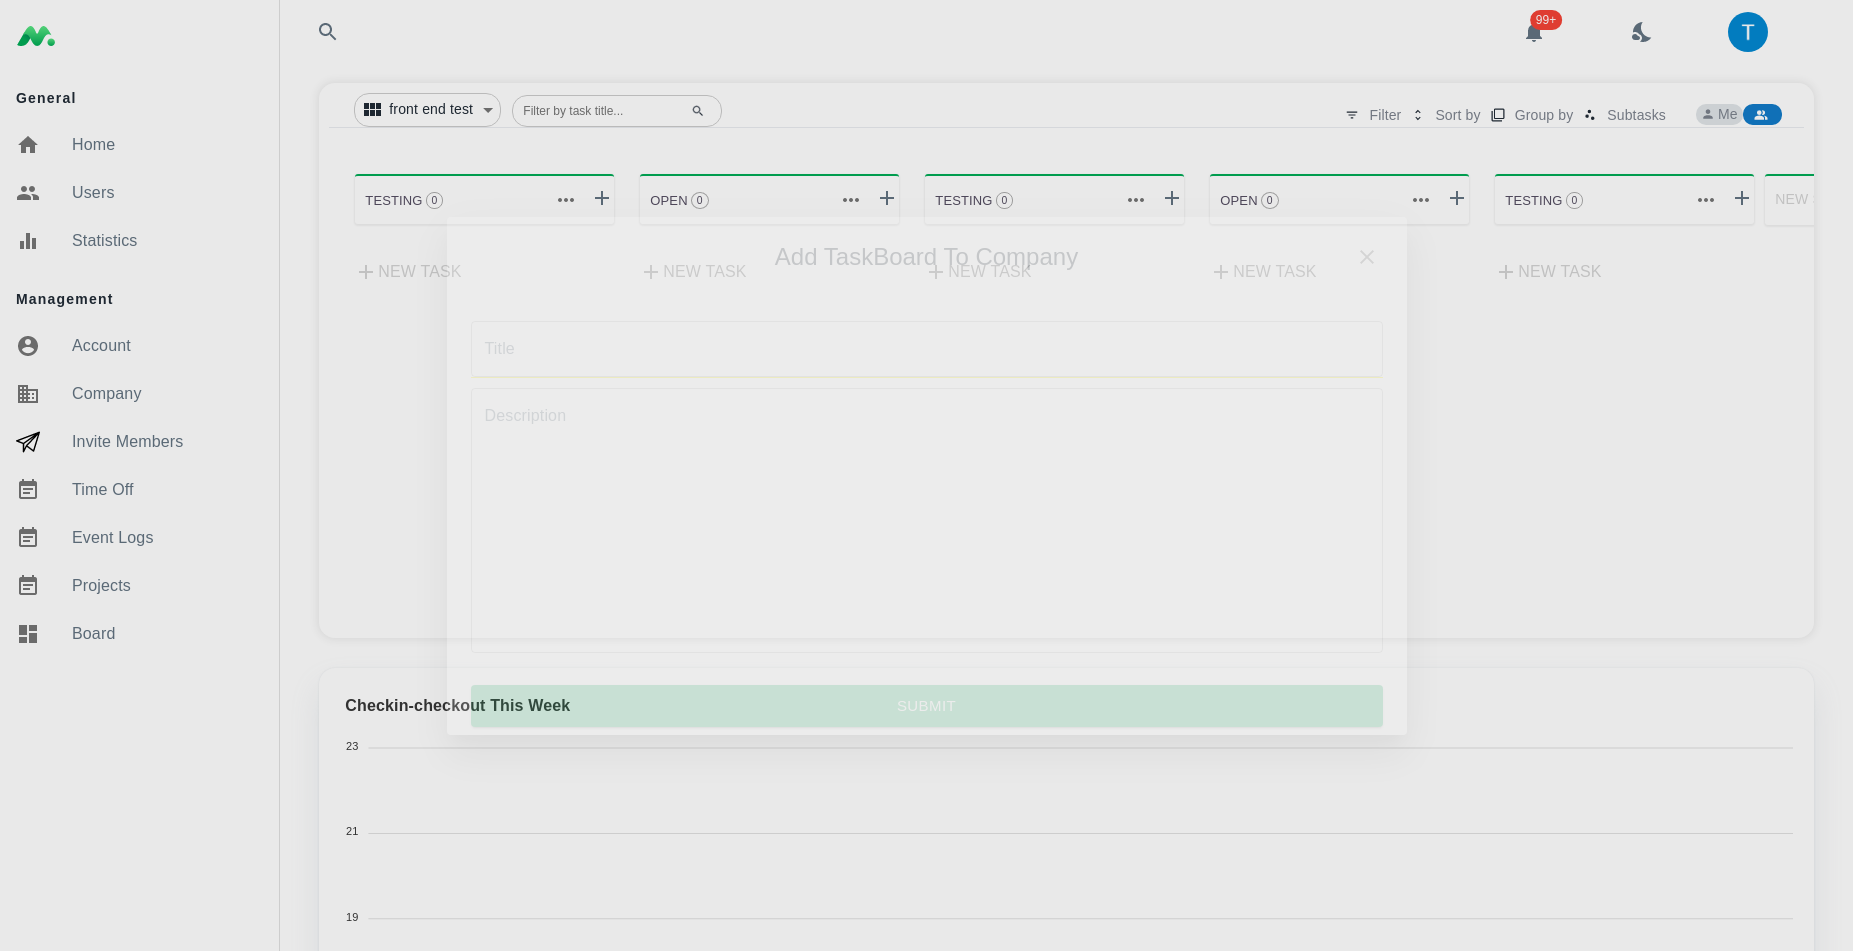 General
Home
Users
Statistics
Management
Account
Company
Invite Members
Time Off
Event Logs
Projects
Board
99+
T
front end test
Filter by task title...
Filter
Sort by
Group by
Subtasks
Me
TESTING 0
OPEN 0
TESTING 0
OPEN 0
TESTING 0
NEW
NEW TASK
NEW TASK
NEW TASK
NEW TASK
NEW TASK
Add TaskBoard To Company
Title
Description
SUBMIT
Checkin-checkout This Week
23
21
19